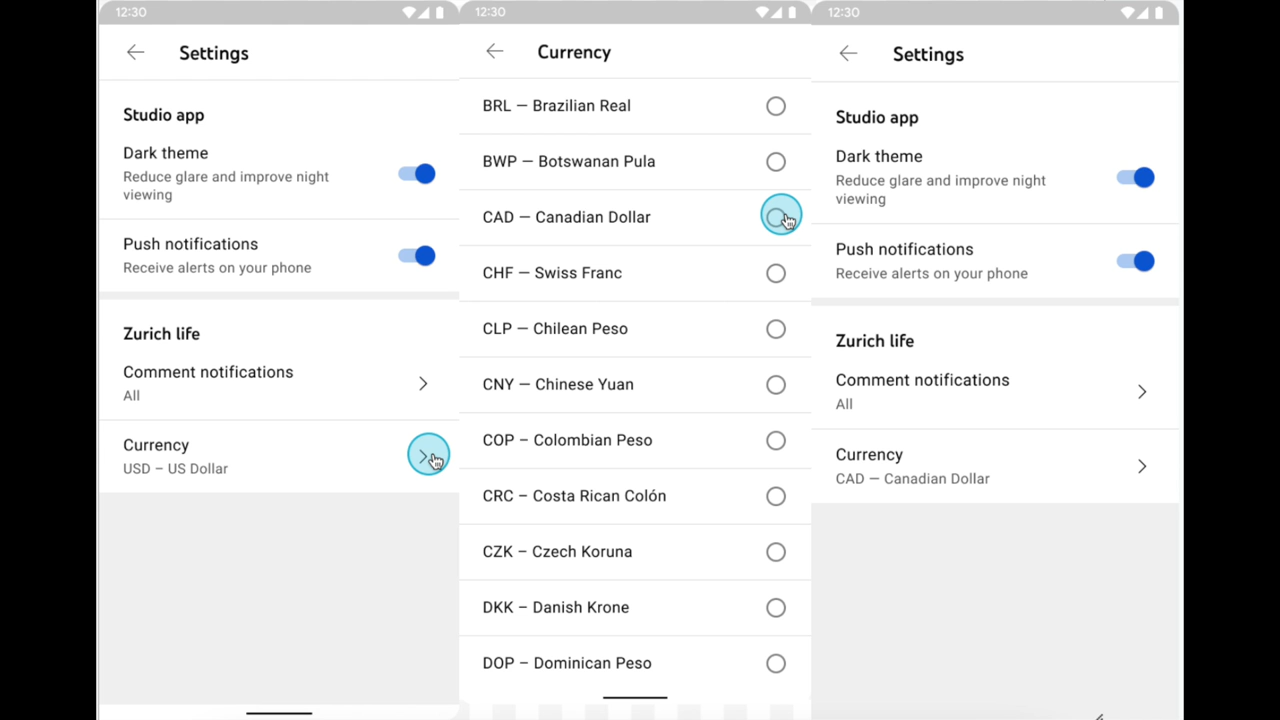 12:30
Settings
Studio app
Dark theme
Reduce glare and improve night
viewing
Push notifications
Receive alerts on your phone
Zurich life
Comment notifications
All
Currency
USD – US Dollar
12:30
Currency
BRL – Brazilian Real
BWP – Botswanan Pula
CAD – Canadian Dollar
CHF – Swiss Franc
CLP – Chilean Peso
CNY – Chinese Yuan
COP – Colombian Peso
CRC – Costa Rican Colón
CZK – Czech Koruna
DKK – Danish Krone
DOP – Dominican Peso
12:30
Settings
Studio app
Dark theme
Reduce glare and improve night
viewing
Push notifications
Receive alerts on your phone
Zurich life
Comment notifications
All
Currency
CAD – Canadian Dollar